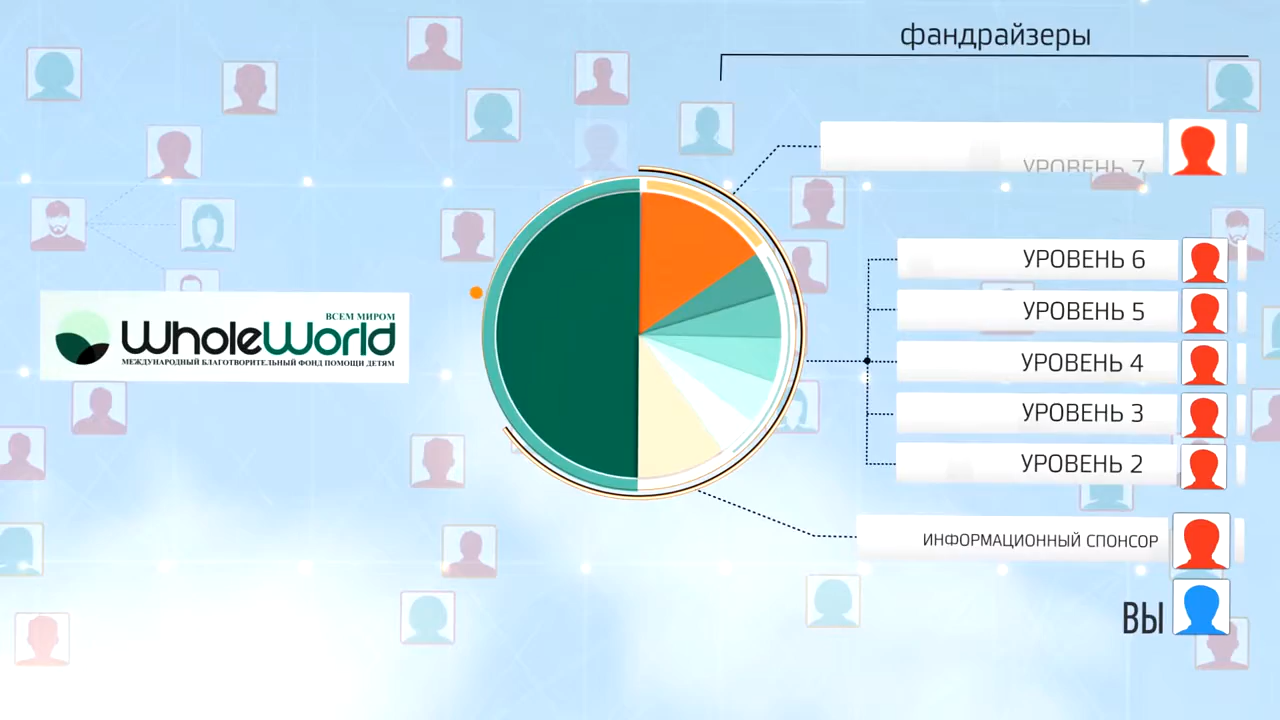 фандрайзеры
УРОВЕНЬ 7
УРОВЕНЬ 6
УРОВЕНЬ 5
УРОВЕНЬ 4
УРОВЕНЬ 3
УРОВЕНЬ 2
ИНФОРМАЦИОННЫЙ СПОНСОР
ВЫ
ВСЕМ МИРОМ
WholeWorld
МЕЖДУНАРОДНЫЙ БЛАГОТВОРИТЕЛЬНЫЙ ФОНД ПОМОЩИ ДЕТЯМ